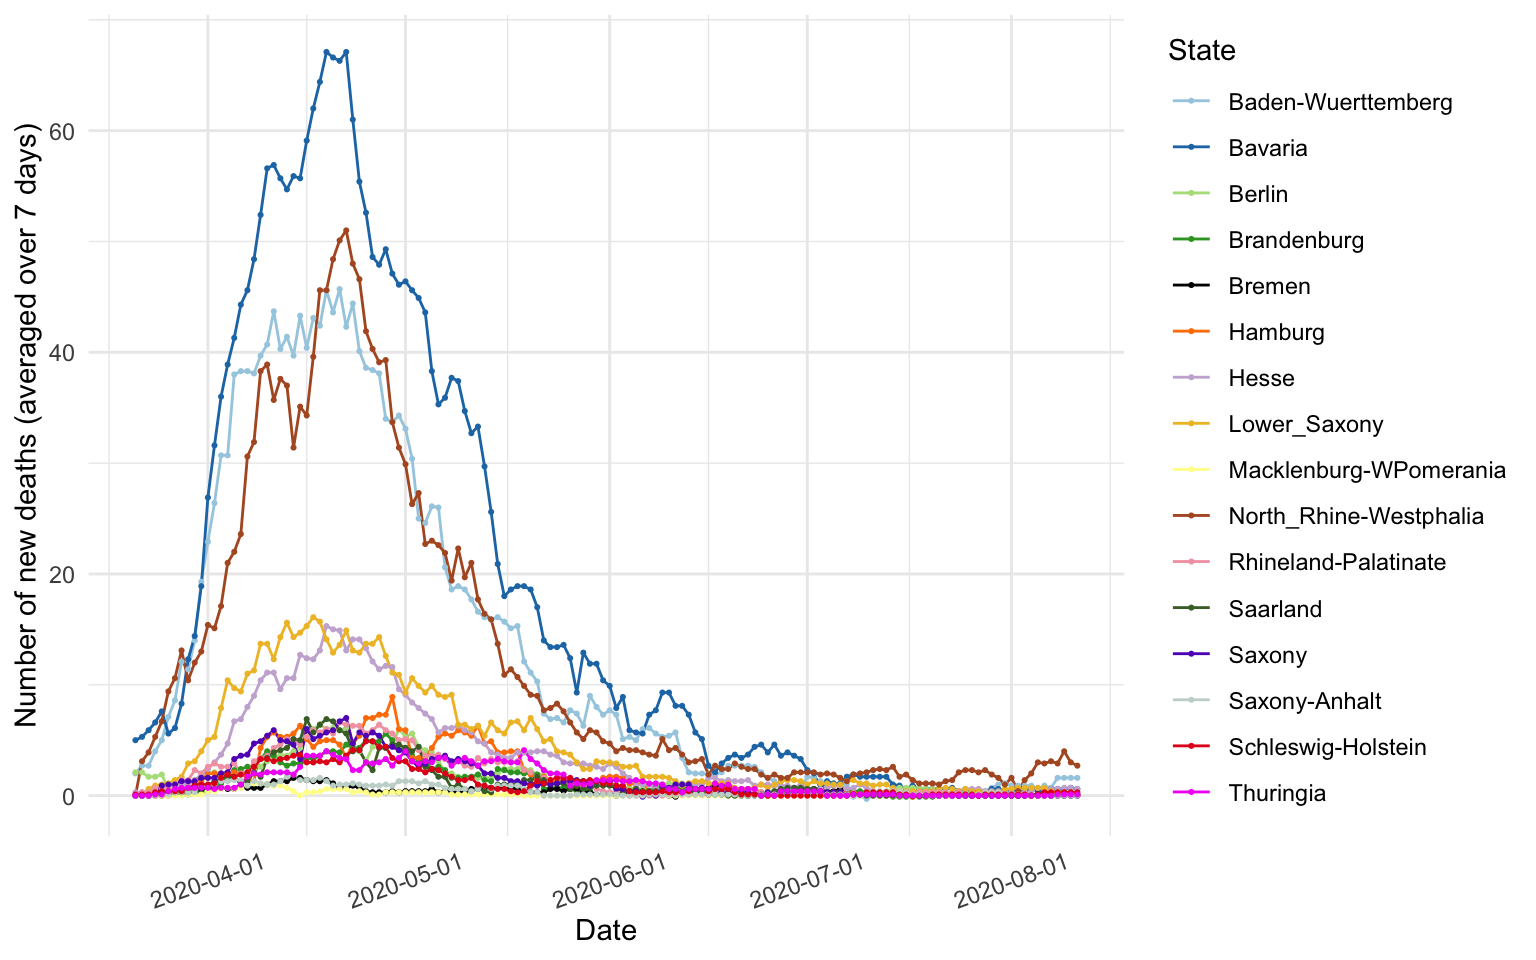 Number of new deaths (averaged over 7 days)
60
40
20
0
2020-04-01
2020-05-01
2020-06-01
2020-07-01
2020-08-01
Date
State
Baden-Wuerttemberg
Bavaria
Berlin
Brandenburg
Bremen
Hamburg
Hesse
Lower_Saxony
Macklenburg-WPomerania
North_Rhine-Westphalia
Rhineland-Palatinate
Saarland
Saxony
Saxony-Anhalt
Schleswig-Holstein
Thuringia